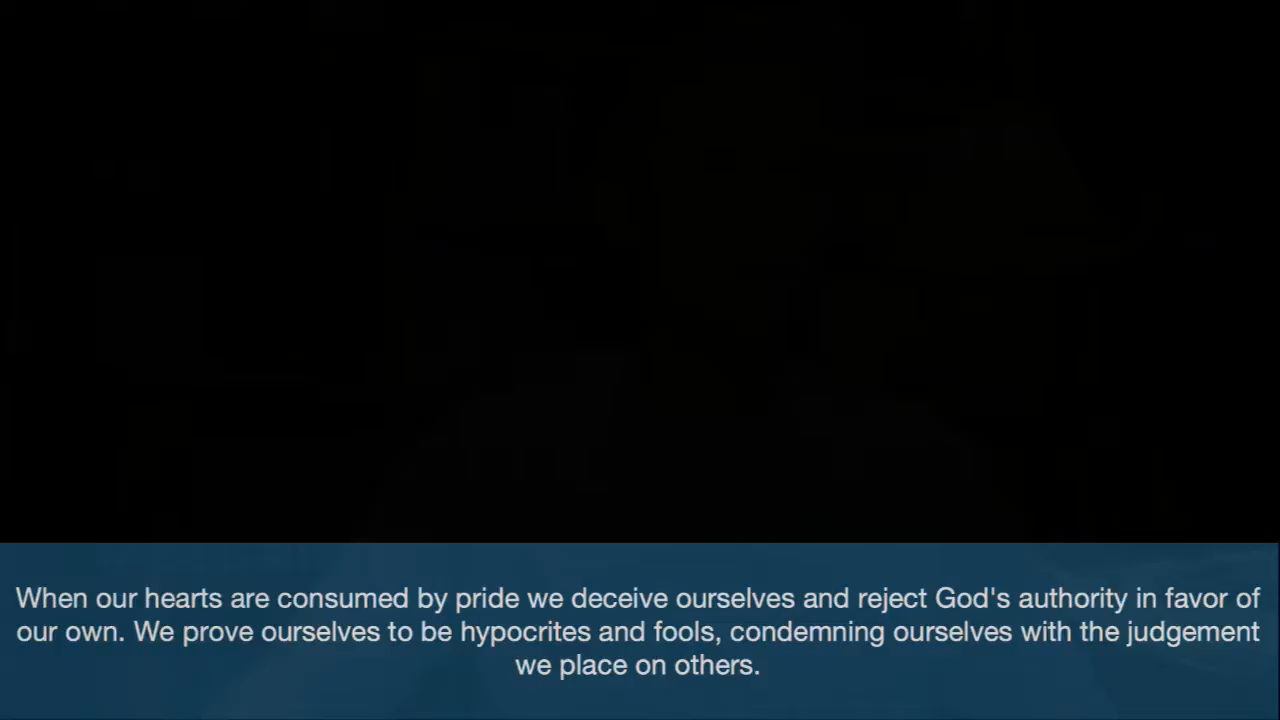 When our hearts are consumed by pride we deceive ourselves and reject God's authority in favor of
our own. We prove ourselves to be hypocrites and fools, condemning ourselves with the judgement
we place on others.